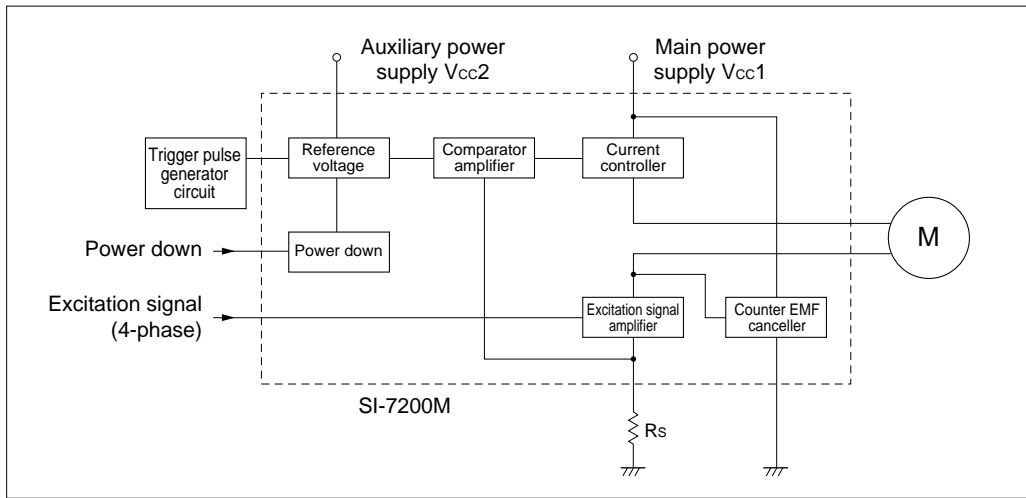 Auxiliary power
supply Vcc2
Main power
supply Vcc1
Trigger pulse
generator
circuit
Reference
voltage
Comparator
amplifier
Current
controller
M
Power down
Power down
Excitation signal
(4-phase)
Excitation signal
amplifier
Counter EMF
canceller
SI-7200M
Rs